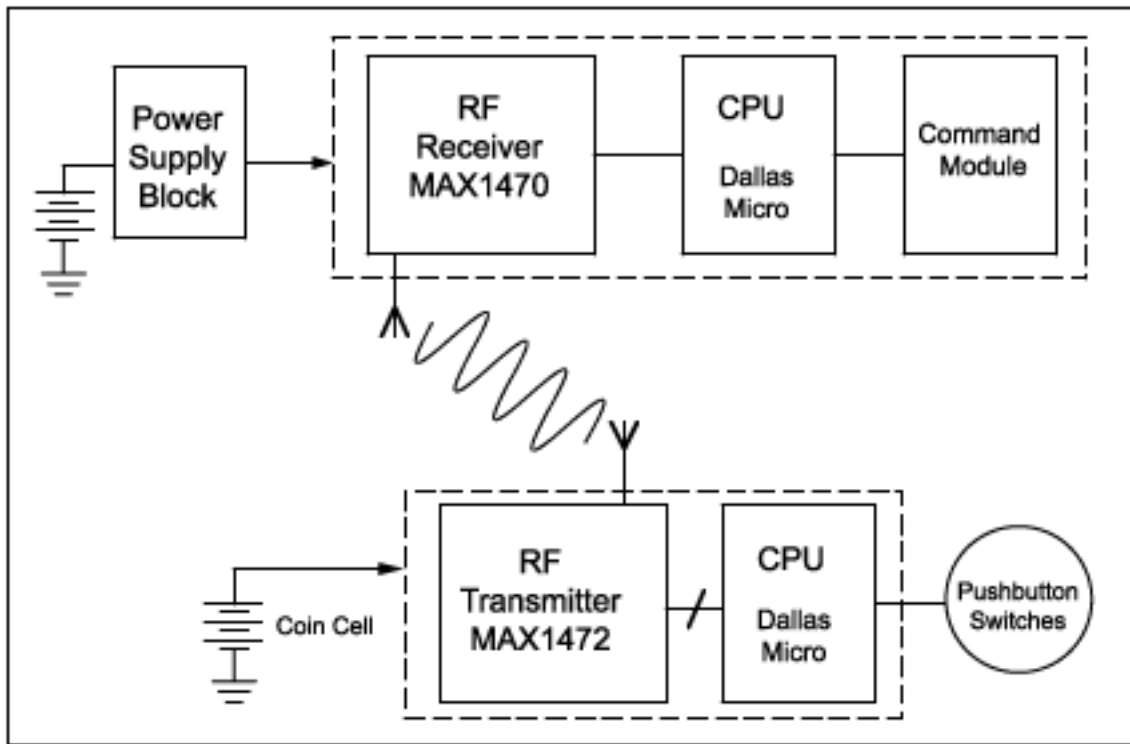 Power
Supply
Block
RF
Receiver
MAX1470
CPU
Dallas
Micro
Command
Module
Coin Cell
RF
Transmitter
MAX1472
CPU
Dallas
Micro
Pushbutton
Switches